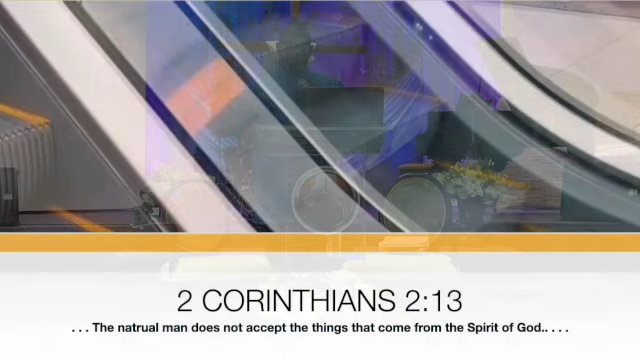 2 CORINTHIANS 2:13
. . . The natrual man does not accept the things that come from the Spirit of God.. . . .